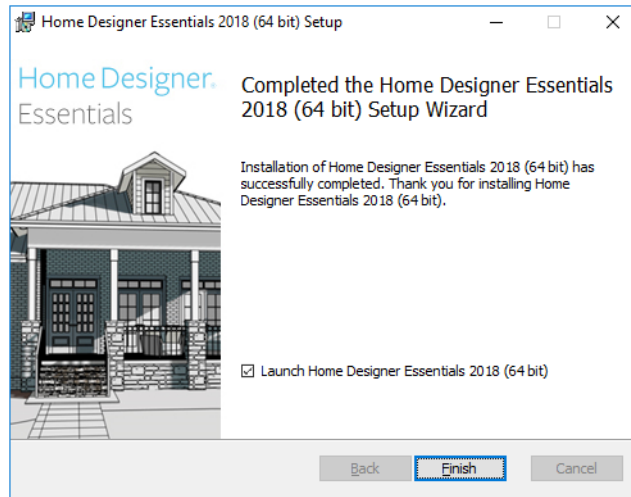 Home Designer Essentials 2018 (64 bit) Setup
Home Designer®
Essentials
Completed the Home Designer Essentials
2018 (64 bit) Setup Wizard
Installation of Home Designer Essentials 2018 (64 bit) has
successfully completed. Thank you for installing Home
Designer Essentials 2018 (64 bit).
Launch Home Designer Essentials 2018 (64 bit)
Back Finish Cancel